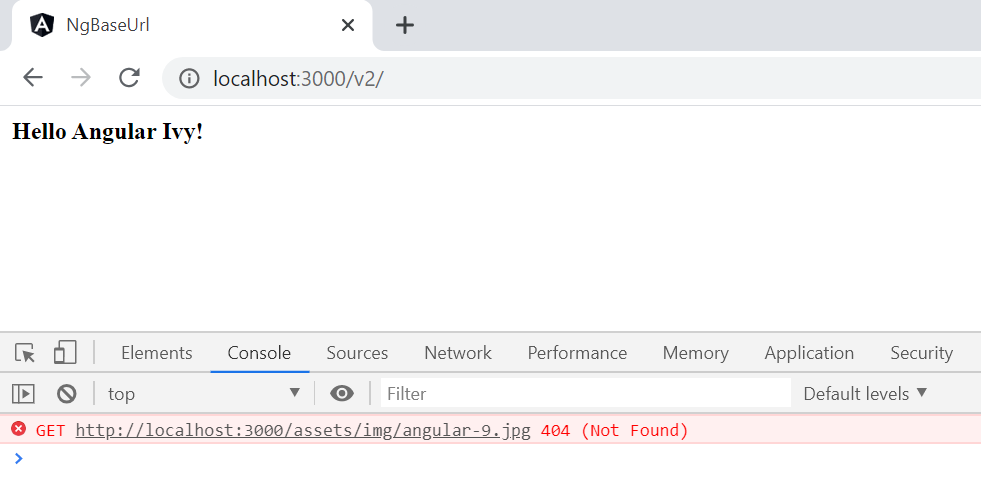 NgBaseUrl
localhost:3000/v2/
Hello Angular Ivy!
Elements Console Sources Network Performance Memory Application Security
top Filter Default levels
GET http://localhost:3000/assets/img/angular-9.jpg 404 (Not Found)